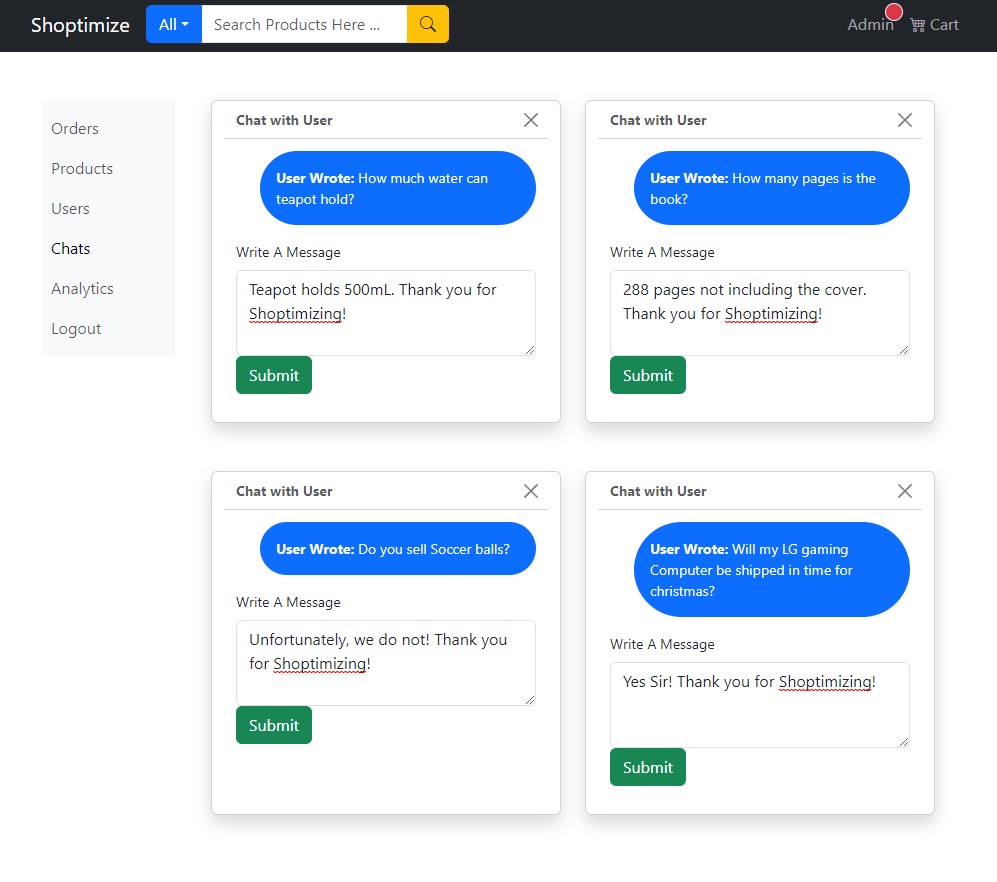 Shoptimize All Search Products Here ... Admin Cart
Orders
Products
Users
Chats
Analytics
Logout
Chat with User
User Wrote: How much water can
teapot hold?
Write A Message
Teapot holds 500mL. Thank you for
Shoptimizing!
Submit
Chat with User
User Wrote: How many pages is the
book?
Write A Message
288 pages not including the cover.
Thank you for Shoptimizing!
Submit
Chat with User
User Wrote: Do you sell Soccer balls?
Write A Message
Unfortunately, we do not! Thank you
for Shoptimizing!
Submit
Chat with User
User Wrote: Will my LG gaming
Computer be shipped in time for
christmas?
Write A Message
Yes Sir! Thank you for Shoptimizing!
Submit